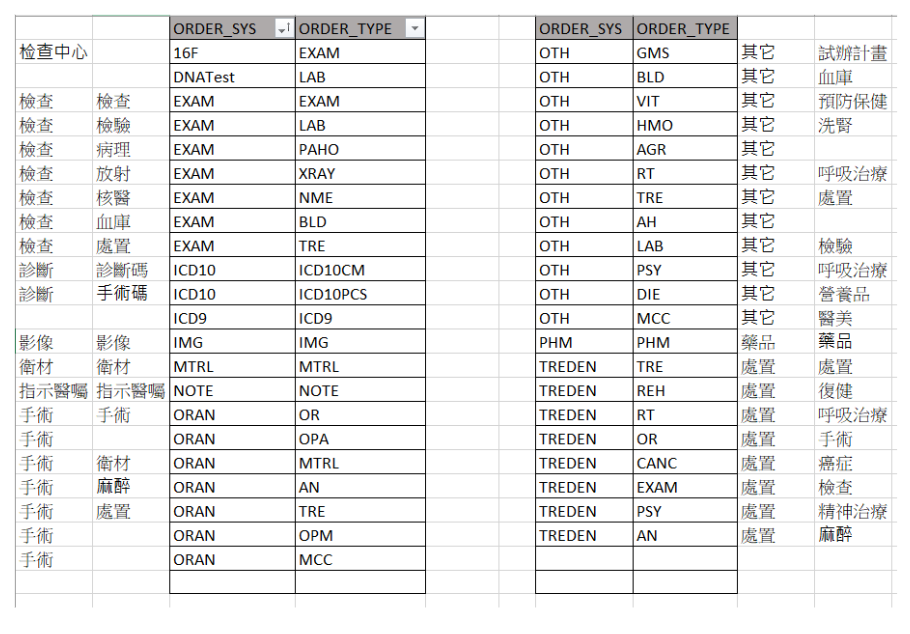 ORDER_SYS ORDER_TYPE ORDER_SYS ORDER_TYPE
检查中心 16F EXAM OTH GMS 其它 試辦計畫
DNATest LAB OTH BLD 其它 血庫
檢查 檢查 EXAM EXAM OTH VIT 其它 預防保健
檢查 檢驗 EXAM LAB OTH HMO 其它 洗腎
檢查 病理 EXAM PAHO OTH AGR 其它
檢查 放射 EXAM XRAY OTH RT 其它 呼吸治療
檢查 核醫 EXAM NME OTH TRE 其它 處置
檢查 血庫 EXAM BLD OTH AH 其它
檢查 處置 EXAM TRE OTH LAB 其它 檢驗
診斷 診斷碼 ICD10 ICD10CM OTH PSY 其它 呼吸治療
診斷 手術碼 ICD10 ICD10PCS OTH DIE 其它 營養品
ICD9 ICD9 OTH MCC 其它 醫美
影像 影像 IMG IMG PHM PHM 藥品 藥品
衛材 衛材 MTRL MTRL TREDEN TRE 處置 處置
指示醫囑 指示醫囑 NOTE NOTE TREDEN REH 處置 復健
手術 手術 ORAN OR TREDEN RT 處置 呼吸治療
手術 ORAN OPA TREDEN OR 處置 手術
手術 衛材 ORAN MTRL TREDEN CANC 處置 癌症
手術 麻醉 ORAN AN TREDEN EXAM 處置 檢查
手術 處置 ORAN TRE TREDEN PSY 處置 精神治療
手術 ORAN OPM TREDEN AN 處置 麻醉
手術 ORAN MCC